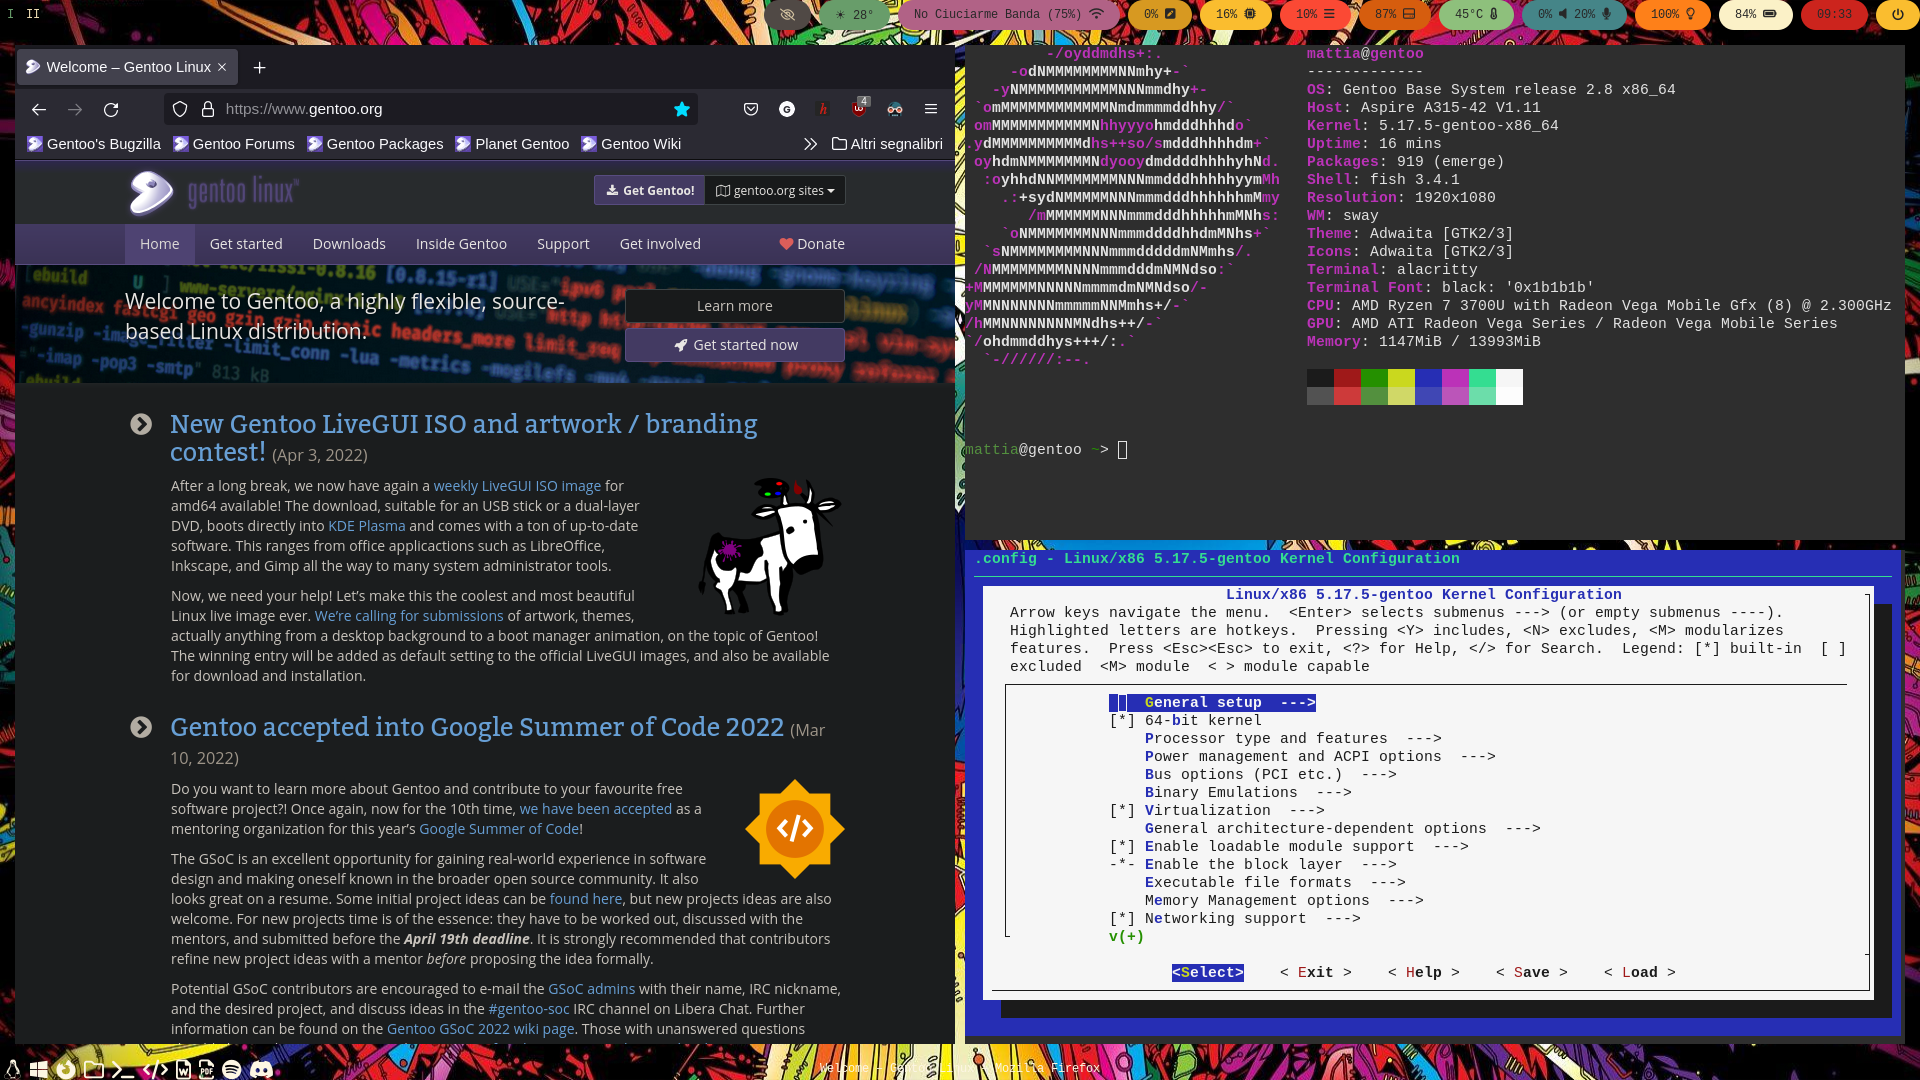 I II
28°
No Ciuciarme Banda (75%)
0%
16%
10%
87%
45°C
0% 20%
100%
84%
09:33
Welcome – Gentoo Linux
https://www.gentoo.org
4
Gentoo's Bugzilla
Gentoo Forums
Gentoo Packages
Planet Gentoo
Gentoo Wiki
Altri segnalibri
gentoo linux
Get Gentoo!
gentoo.org sites
Home
Get started
Downloads
Inside Gentoo
Support
Get involved
Donate
Welcome to Gentoo, a highly flexible, source-
based Linux distribution.
Learn more
Get started now
New Gentoo LiveGUI ISO and artwork / branding
contest! (Apr 3, 2022)
After a long break, we now have again a weekly LiveGUI ISO image for
amd64 available! The download, suitable for an USB stick or a dual-layer
DVD, boots directly into KDE Plasma and comes with a ton of up-to-date
software. This ranges from office applicactions such as LibreOffice,
Inkscape, and Gimp all the way to many system administrator tools.
Now, we need your help! Let's make this the coolest and most beautiful
Linux live image ever. We're calling for submissions of artwork, themes,
actually anything from a desktop background to a boot manager animation, on the topic of Gentoo!
The winning entry will be added as default setting to the official LiveGUI images, and also be available
for download and installation.
Gentoo accepted into Google Summer of Code 2022 (Mar
10, 2022)
Do you want to learn more about Gentoo and contribute to your favourite free
software project?! Once again, now for the 10th time, we have been accepted as a
mentoring organization for this year's Google Summer of Code!
The GSoC is an excellent opportunity for gaining real-world experience in software
design and making oneself known in the broader open source community. It also
looks great on a resume. Some initial project ideas can be found here, but new projects ideas are also
welcome. For new projects time is of the essence: they have to be worked out, discussed with the
mentors, and submitted before the April 19th deadline. It is strongly recommended that contributors
refine new project ideas with a mentor before proposing the idea formally.
Potential GSoC contributors are encouraged to e-mail the GSoC admins with their name, IRC nickname,
and the desired project, and discuss ideas in the #gentoo-soc IRC channel on Libera Chat. Further
information can be found on the Gentoo GSoC 2022 wiki page. Those with unanswered questions
mattia@gentoo
-------------
OS: Gentoo Base System release 2.8 x86_64
Host: Aspire A315-42 V1.11
Kernel: 5.17.5-gentoo-x86_64
Uptime: 16 mins
Packages: 919 (emerge)
Shell: fish 3.4.1
Resolution: 1920x1080
WM: sway
Theme: Adwaita [GTK2/3]
Icons: Adwaita [GTK2/3]
Terminal: alacritty
Terminal Font: black: '0x1b1b1b'
CPU: AMD Ryzen 7 3700U with Radeon Vega Mobile Gfx (8) @ 2.300GHz
GPU: AMD ATI Radeon Vega Series / Radeon Vega Mobile Series
Memory: 1147MiB / 13993MiB
mattia@gentoo ~>
.config - Linux/x86 5.17.5-gentoo Kernel Configuration
Linux/x86 5.17.5-gentoo Kernel Configuration
Arrow keys navigate the menu.  <Enter> selects submenus ---> (or empty submenus ----).
Highlighted letters are hotkeys.  Pressing <Y> includes, <N> excludes, <M> modularizes
features.  Press <Esc><Esc> to exit, <?> for Help, </> for Search.  Legend: [*] built-in  [ ]
excluded  <M> module  < > module capable
General setup  --->
[*] 64-bit kernel
Processor type and features  --->
Power management and ACPI options  --->
Bus options (PCI etc.)  --->
Binary Emulations  --->
[*] Virtualization  --->
General architecture-dependent options  --->
[*] Enable loadable module support  --->
-*- Enable the block layer  --->
Executable file formats  --->
Memory Management options  --->
[*] Networking support  --->
v(+)
<Select>    < Exit >    < Help >    < Save >    < Load >
Welcome – Gentoo Linux — Mozilla Firefox